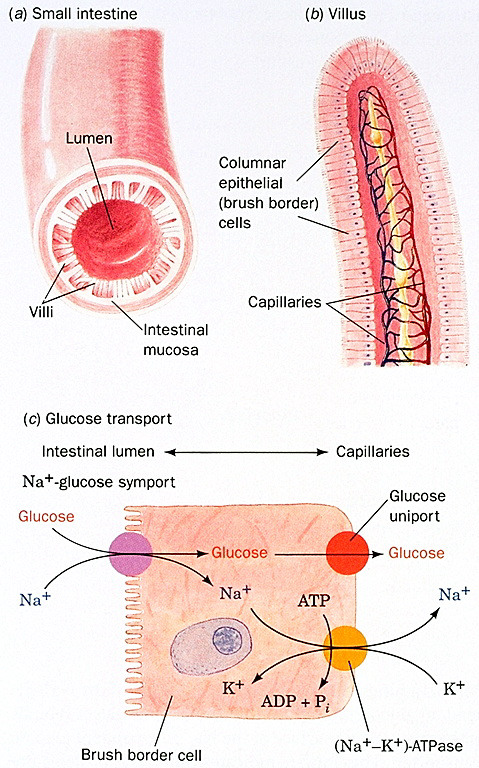 (a) Small intestine
Lumen
Villi
Intestinal
mucosa
(b) Villus
Columnar
epithelial
(brush border)
cells
Capillaries
(c) Glucose transport
Intestinal lumen
Capillaries
Na+-glucose symport
Glucose
uniport
Glucose
Glucose
Glucose
Na+
Na+
ATP
Na+
K+
ADP + Pi
K+
Brush border cell
(Na+–K+)-ATPase